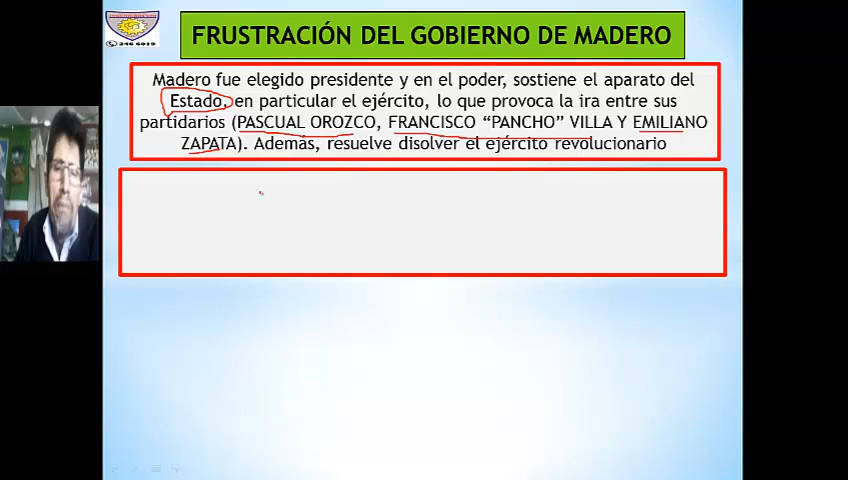 246 6019
FRUSTRACIÓN DEL GOBIERNO DE MADERO
Madero fue elegido presidente y en el poder, sostiene el aparato del
Estado, en particular el ejército, lo que provoca la ira entre sus
partidarios (PASCUAL OROZCO, FRANCISCO “PANCHO” VILLA Y EMILIANO
ZAPATA). Además, resuelve disolver el ejército revolucionario